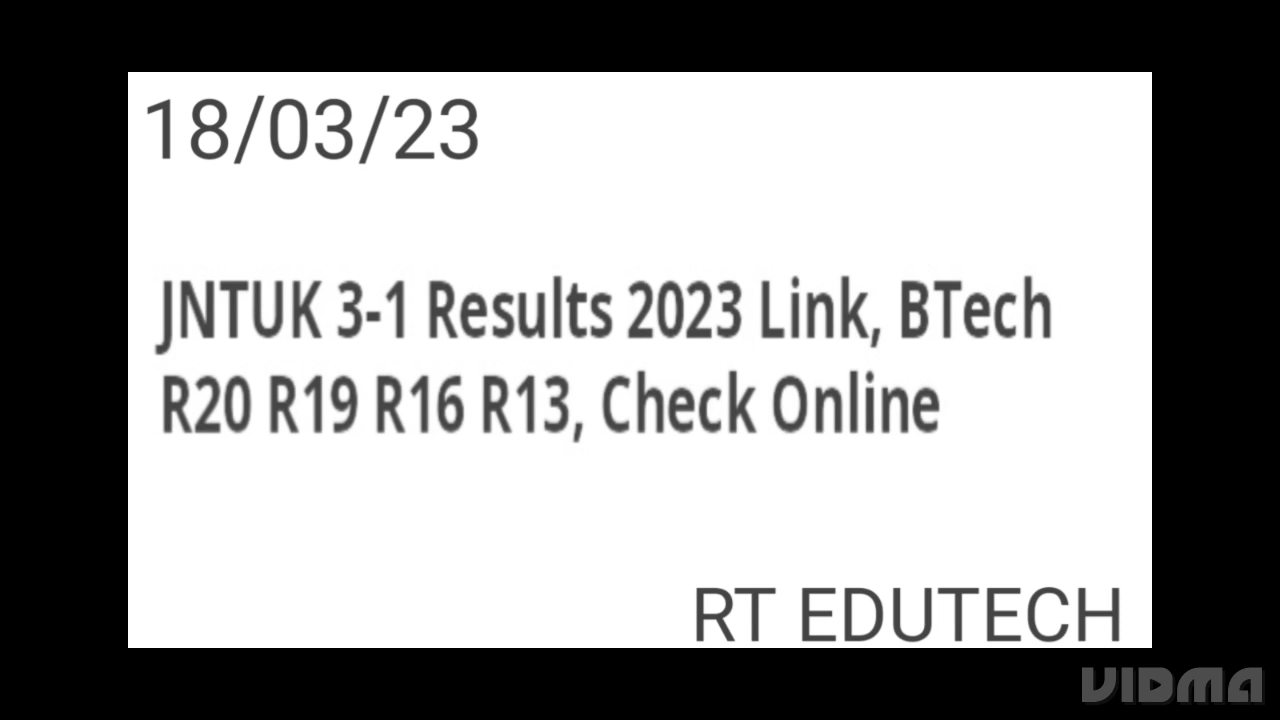 18/03/23
JNTUK 3-1 Results 2023 Link, BTech
R20 R19 R16 R13, Check Online
RT EDUTECH
VIDMA